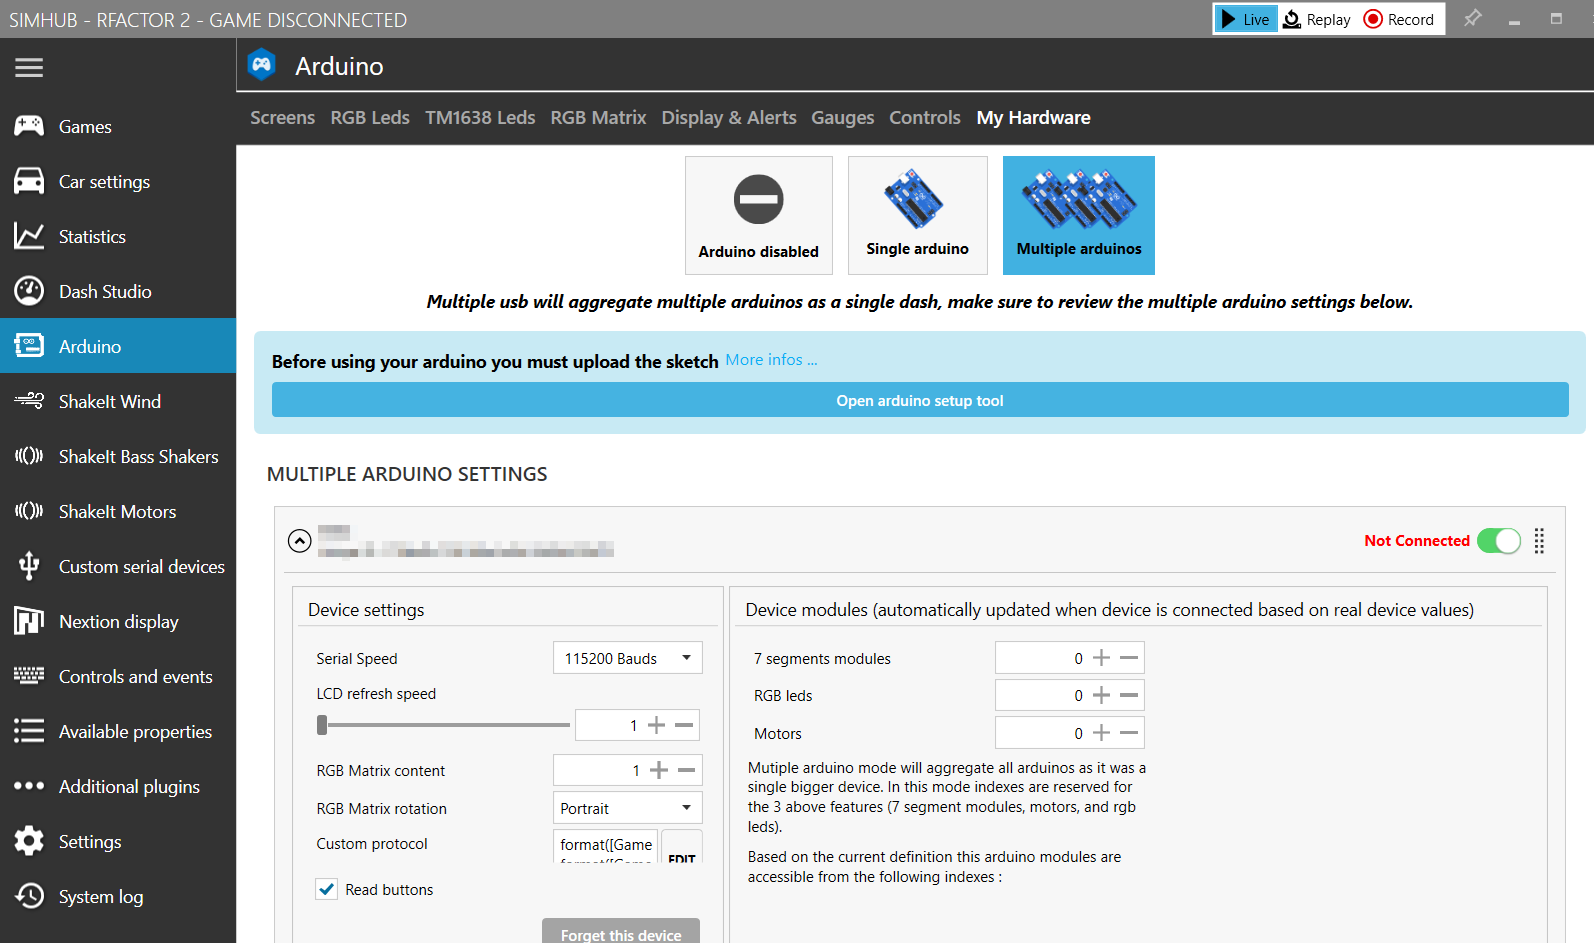 SIMHUB - RFACTOR 2 - GAME DISCONNECTED
Live
Replay
Record
Arduino
Screens RGB Leds TM1638 Leds RGB Matrix Display & Alerts Gauges Controls My Hardware
Games
Car settings
Statistics
Dash Studio
Arduino
ShakeIt Wind
ShakeIt Bass Shakers
ShakeIt Motors
Custom serial devices
Nextion display
Controls and events
Available properties
Additional plugins
Settings
System log
Arduino disabled
Single arduino
Multiple arduinos
Multiple usb will aggregate multiple arduinos as a single dash, make sure to review the multiple arduino settings below.
Before using your arduino you must upload the sketch More infos ...
Open arduino setup tool
MULTIPLE ARDUINO SETTINGS
Not Connected
Device settings
Serial Speed 115200 Bauds
LCD refresh speed
1
RGB Matrix content 1
RGB Matrix rotation Portrait
Custom protocol format([Game
EDIT
Read buttons
Forget this device
Device modules (automatically updated when device is connected based on real device values)
7 segments modules 0
RGB leds 0
Motors 0
Mutiple arduino mode will aggregate all arduinos as it was a
single bigger device. In this mode indexes are reserved for
the 3 above features (7 segment modules, motors, and rgb
leds).
Based on the current definition this arduino modules are
accessible from the following indexes :